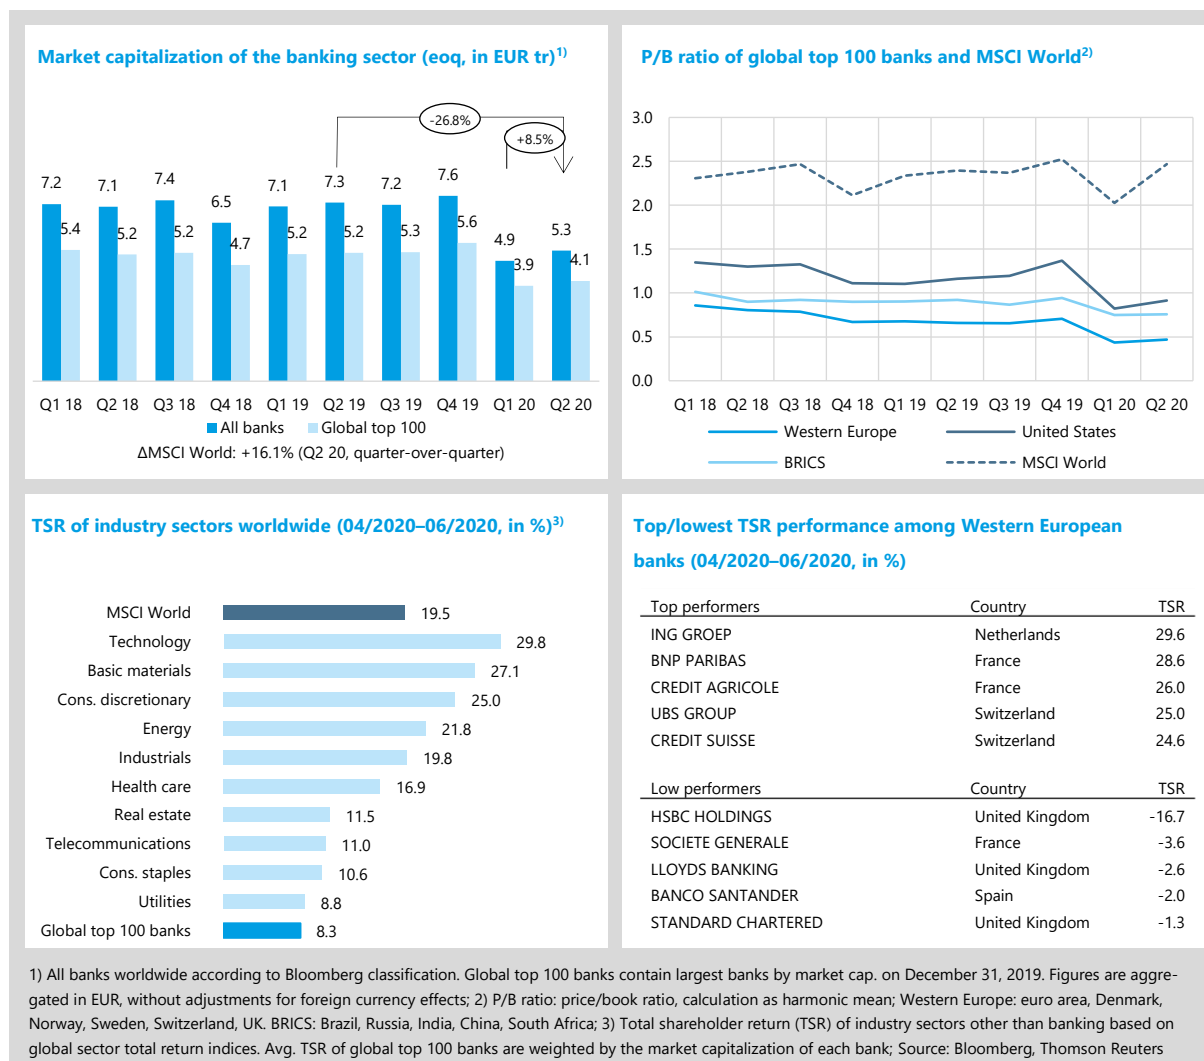 Market capitalization of the banking sector (eoq, in EUR tr)1)
-26.8%
+8.5%
7.2 7.1 7.4 6.5 7.1 7.3 7.2 7.6 4.9 5.3
5.4 5.2 5.2 4.7 5.2 5.2 5.3 5.6 3.9 4.1
Q1 18 Q2 18 Q3 18 Q4 18 Q1 19 Q2 19 Q3 19 Q4 19 Q1 20 Q2 20
All banks Global top 100
ΔMSCI World: +16.1% (Q2 20, quarter-over-quarter)
P/B ratio of global top 100 banks and MSCI World2)
3.0
2.5
2.0
1.5
1.0
0.5
0.0
Q1 18 Q2 18 Q3 18 Q4 18 Q1 19 Q2 19 Q3 19 Q4 19 Q1 20 Q2 20
Western Europe United States
BRICS MSCI World
TSR of industry sectors worldwide (04/2020–06/2020, in %)3)
MSCI World 19.5
Technology 29.8
Basic materials 27.1
Cons. discretionary 25.0
Energy 21.8
Industrials 19.8
Health care 16.9
Real estate 11.5
Telecommunications 11.0
Cons. staples 10.6
Utilities 8.8
Global top 100 banks 8.3
Top/lowest TSR performance among Western European
banks (04/2020–06/2020, in %)
Top performers Country TSR
ING GROEP Netherlands 29.6
BNP PARIBAS France 28.6
CREDIT AGRICOLE France 26.0
UBS GROUP Switzerland 25.0
CREDIT SUISSE Switzerland 24.6
Low performers Country TSR
HSBC HOLDINGS United Kingdom -16.7
SOCIETE GENERALE France -3.6
LLOYDS BANKING United Kingdom -2.6
BANCO SANTANDER Spain -2.0
STANDARD CHARTERED United Kingdom -1.3
1) All banks worldwide according to Bloomberg classification. Global top 100 banks contain largest banks by market cap. on December 31, 2019. Figures are aggre-
gated in EUR, without adjustments for foreign currency effects; 2) P/B ratio: price/book ratio, calculation as harmonic mean; Western Europe: euro area, Denmark,
Norway, Sweden, Switzerland, UK. BRICS: Brazil, Russia, India, China, South Africa; 3) Total shareholder return (TSR) of industry sectors other than banking based on
global sector total return indices. Avg. TSR of global top 100 banks are weighted by the market capitalization of each bank; Source: Bloomberg, Thomson Reuters